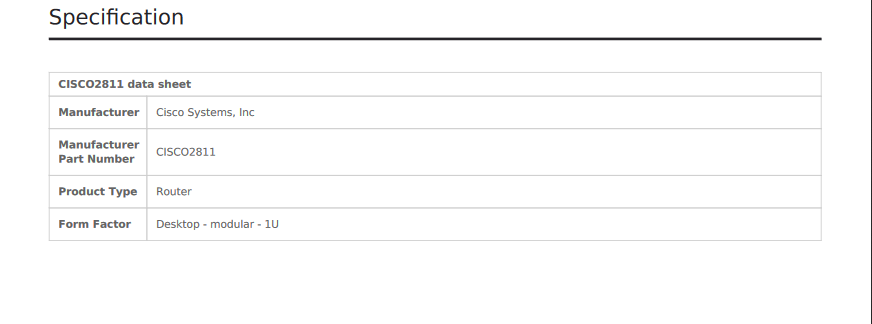 Specification
CISCO2811 data sheet
Manufacturer Cisco Systems, Inc
Manufacturer
Part Number CISCO2811
Product Type Router
Form Factor Desktop - modular - 1U